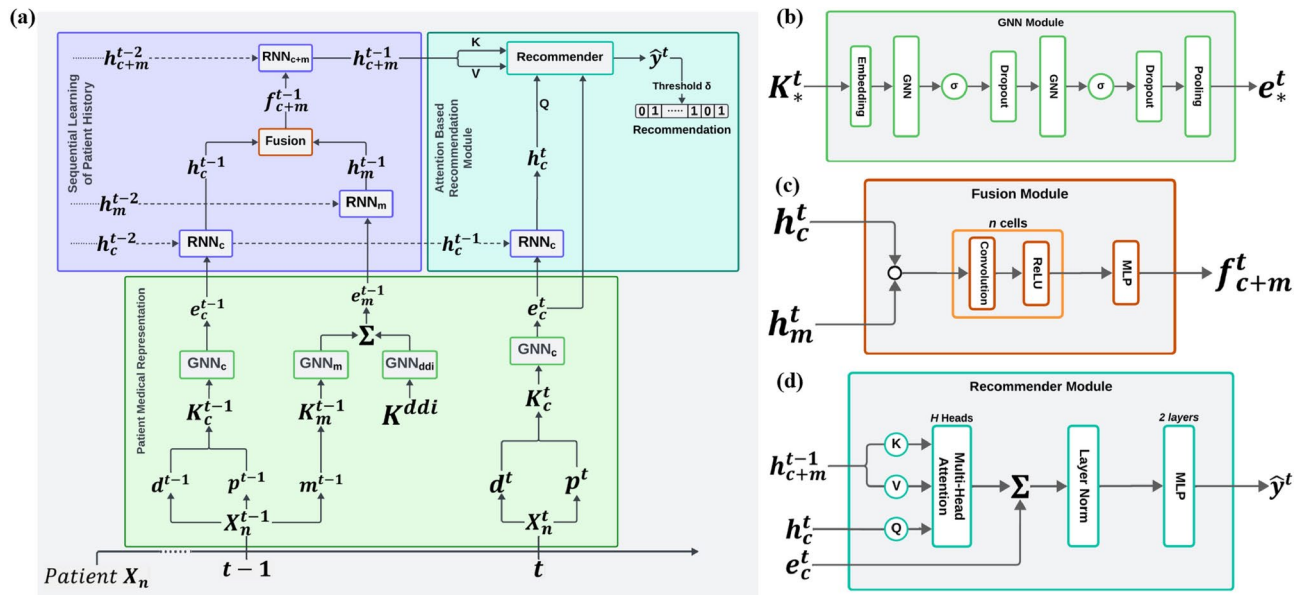 (a)
Sequential Learning
of Patient History
h_{c+m}^{t-2}
RNN_{c+m}
h_{c+m}^{t-1}
f_{c+m}^{t-1}
Fusion
h_c^{t-1}
h_m^{t-1}
h_m^{t-2}
RNN_m
h_c^{t-2}
RNN_c
h_c^{t-1}
Attention Based
Recommendation
Module
K
V
Recommender
ŷ^t
Threshold δ
0 1 ..... 1 0 1
Recommendation
Q
h_c^t
RNN_c
Patient Medical Representation
e_c^{t-1}
e_m^{t-1}
e_c^t
Σ
GNN_c
GNN_m
GNN_{ddi}
GNN_c
K_c^{t-1}
K_m^{t-1}
K^{ddi}
K_c^t
d^{t-1}
p^{t-1}
m^{t-1}
d^t
p^t
X_n^{t-1}
X_n^t
Patient X_n
t − 1
t
(b)
GNN Module
K_*^t
Embedding
GNN
σ
Dropout
GNN
σ
Dropout
Pooling
e_*^t
(c)
Fusion Module
h_c^t
n cells
Convolution
ReLU
MLP
f_{c+m}^t
h_m^t
(d)
Recommender Module
H Heads
2 layers
h_{c+m}^{t-1}
K
V
h_c^t
Q
e_c^t
Multi-Head
Attention
Σ
Layer Norm
MLP
ŷ^t